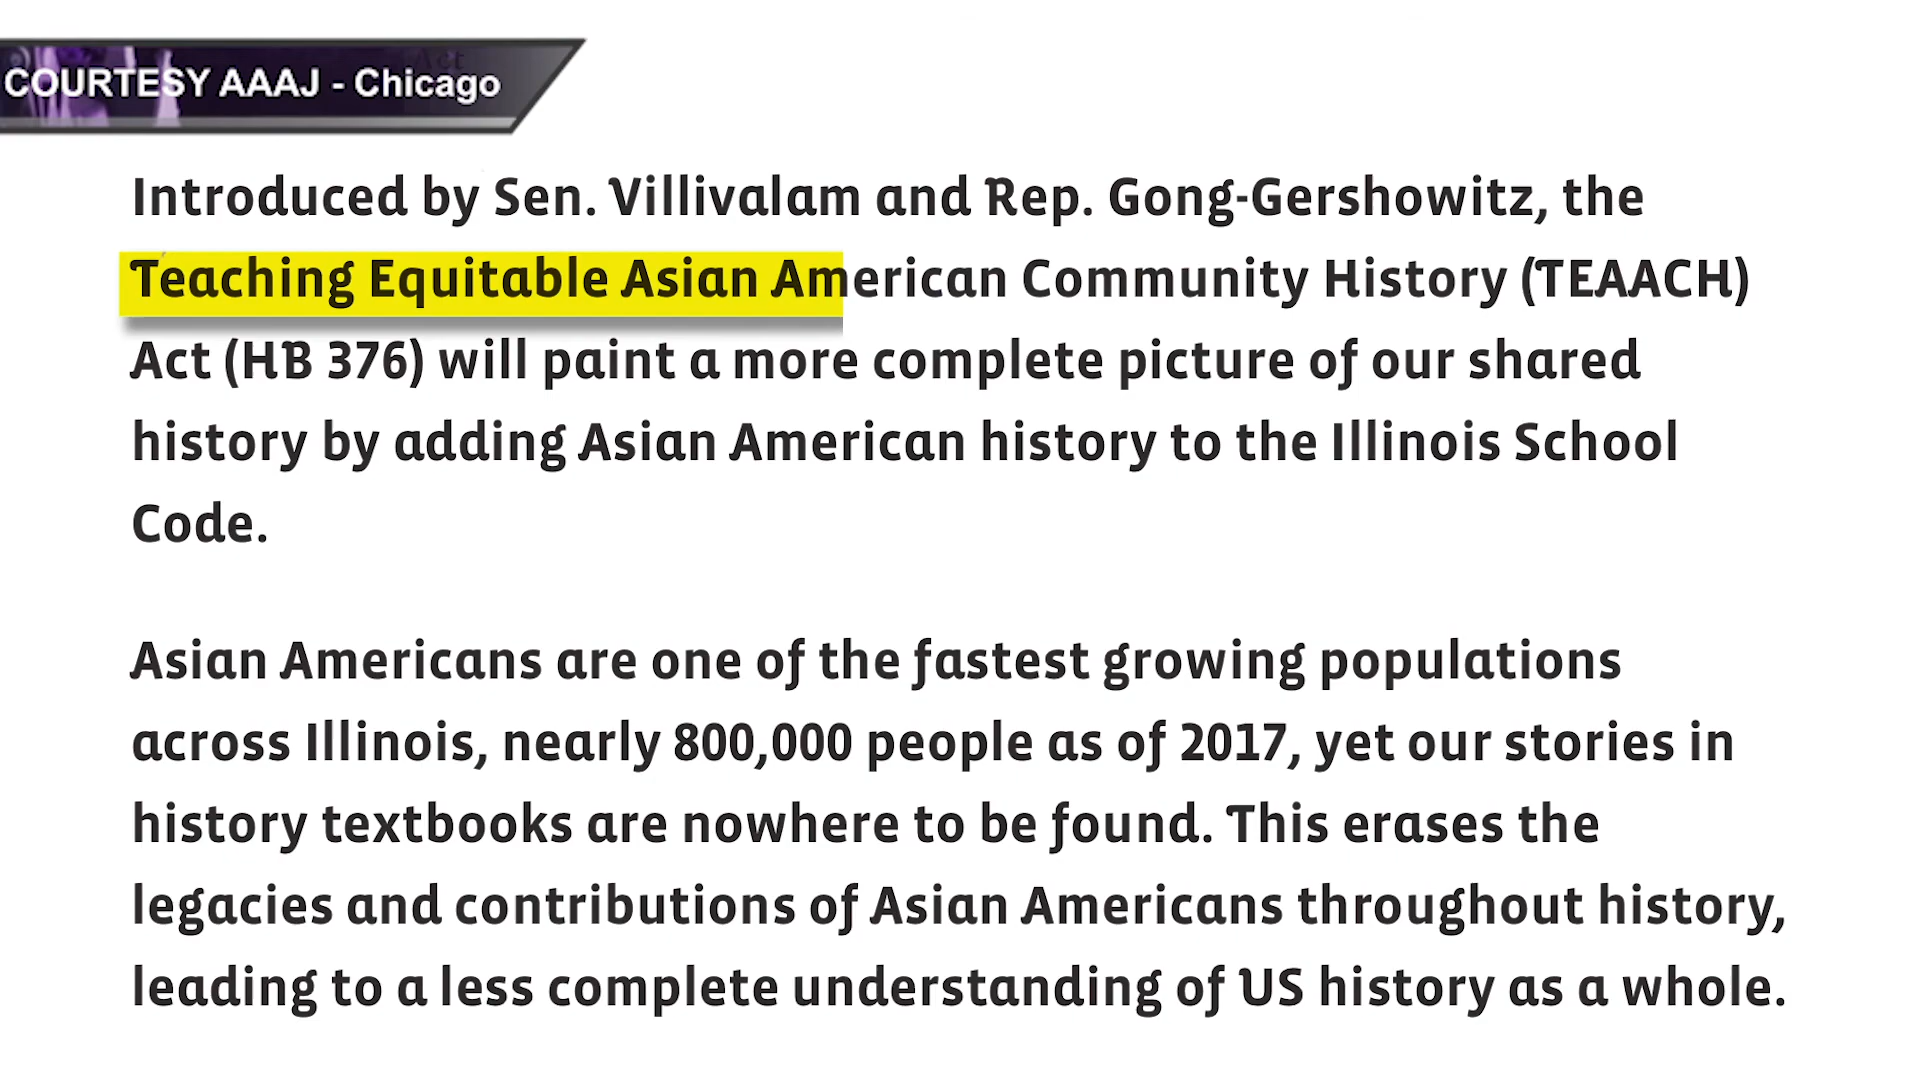 COURTESY AAAJ - Chicago
Introduced by Sen. Villivalam and Rep. Gong-Gershowitz, the
Teaching Equitable Asian American Community History (TEAACH)
Act (HB 376) will paint a more complete picture of our shared
history by adding Asian American history to the Illinois School
Code.
Asian Americans are one of the fastest growing populations
across Illinois, nearly 800,000 people as of 2017, yet our stories in
history textbooks are nowhere to be found. This erases the
legacies and contributions of Asian Americans throughout history,
leading to a less complete understanding of US history as a whole.